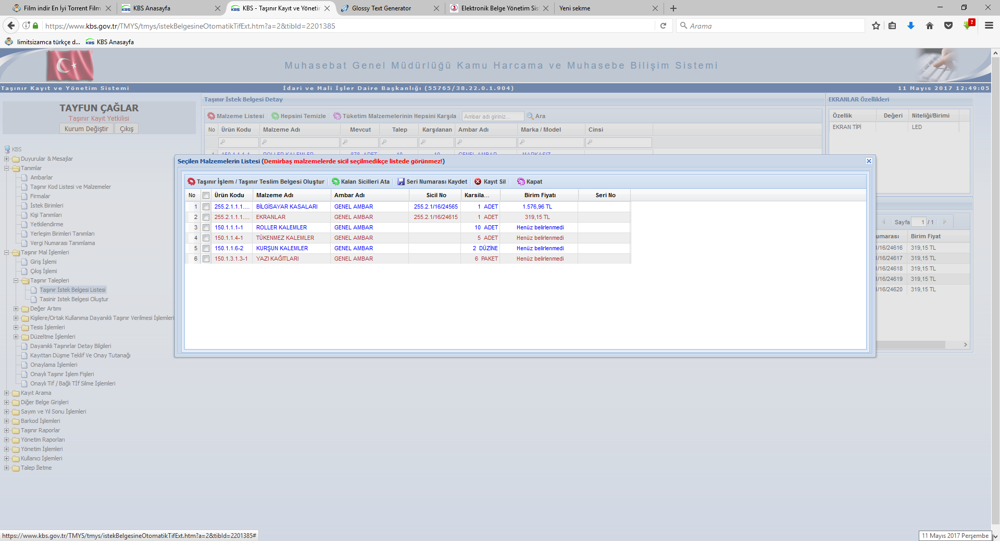 Film indir En İyi Torrent Film
KBS Anasayfa
KBS - Taşınır Kayıt ve Yönetim
Glossy Text Generator
Elektronik Belge Yönetim Sis
Yeni sekme
https://www.kbs.gov.tr/TMYS/tmys/istekBelgesineOtomatikTifExt.htm?a=2&tibId=2201385
Arama
limitsizamca türkçe d...
KBS Anasayfa
Muhasebat Genel Müdürlüğü Kamu Harcama ve Muhasebe Bilişim Sistemi
Taşınır Kayıt ve Yönetim Sistemi
İdari ve Mali İşler Daire Başkanlığı (55765/38.22.0.1.904)
11 Mayıs 2017 12:49:05
TAYFUN ÇAĞLAR
Taşınır Kayıt Yetkilisi
Kurum Değiştir
Çıkış
KBS
Duyurular & Mesajlar
Tanımlar
Ambarlar
Taşınır Kod Listesi ve Malzemeler
Firmalar
İstek Birimleri
Kişi Tanımları
Yetkilendirme
Yerleşim Birimleri Tanımları
Vergi Numarası Tanımlama
Taşınır Mal İşlemleri
Giriş İşlemi
Çıkış İşlemi
Taşınır Talepleri
Taşınır İstek Belgesi Listesi
Tasinir Istek Belgesi Oluştur
Değer Artımı
Kişilere/Ortak Kullanıma Dayanıklı Taşınır Verilmesi İşlemleri
Tesis İşlemleri
Düzeltme İşlemleri
Dayanıklı Taşınırlar Detay Bilgileri
Kayıttan Düşme Teklif Ve Onay Tutanağı
Onaylama İşlemleri
Onaylı Taşınır İşlem Fişleri
Onaylı Tif / Bağlı Tİf Silme İşlemleri
Kayıt Arama
Diğer Belge Girişleri
Sayım ve Yıl Sonu İşlemleri
Barkod İşlemleri
Taşınır Raporlar
Yönetim Raporları
Yönetim İşlemleri
Kullanıcı İşlemleri
Talep İletme
Taşınır İstek Belgesi Detay
Malzeme Listesi
Hepsini Temizle
Tüketim Malzemelerinin Hepsini Karşıla
Ambar adı giriniz...
Ara
No Ürün Kodu Malzeme Adı Mevcut Talep Karşılanan Ambar Adı Marka / Model Cinsi
1 150.1.1.1-1 ROLLER KALEMLER 878 ADET 10 10 GENEL AMBAR MARKASIZ
EKRANLAR Özellikleri
Özellik Değeri Niteliği/Birimi
EKRAN TİPİ LED
Seçilen Malzemelerin Listesi (Demirbaş malzemelerde sicil seçilmedikçe listede görünmez!)
Taşınır İşlem / Taşınır Teslim Belgesi Oluştur
Kalan Sicilleri Ata
Seri Numarası Kaydet
Kayıt Sil
Kapat
No Ürün Kodu Malzeme Adı Ambar Adı Sicil No Karsila... Birim Fiyatı Seri No
1 255.2.1.1.1.... BİLGİSAYAR KASALARI GENEL AMBAR 255.2.1/16/24565 1 ADET 1.576,96 TL
2 255.2.1.1.1.... EKRANLAR GENEL AMBAR 255.2.1/16/24615 1 ADET 319,15 TL
3 150.1.1.1-1 ROLLER KALEMLER GENEL AMBAR 10 ADET Henüz belirlenmedi
4 150.1.1.4-1 TÜKENMEZ KALEMLER GENEL AMBAR 5 ADET Henüz belirlenmedi
5 150.1.1.6-2 KURŞUN KALEMLER GENEL AMBAR 2 DÜZİNE Henüz belirlenmedi
6 150.1.3.1.3-1 YAZI KAĞITLARI GENEL AMBAR 6 PAKET Henüz belirlenmedi
Sayfa 1 / 1
umarası Birim Fiyat
/16/24616 319,15 TL
/16/24617 319,15 TL
/16/24618 319,15 TL
/16/24619 319,15 TL
/16/24620 319,15 TL
https://www.kbs.gov.tr/TMYS/tmys/istekBelgesineOtomatikTifExt.htm?a=2&tibId=2201385#
11 Mayıs 2017 Perşembe